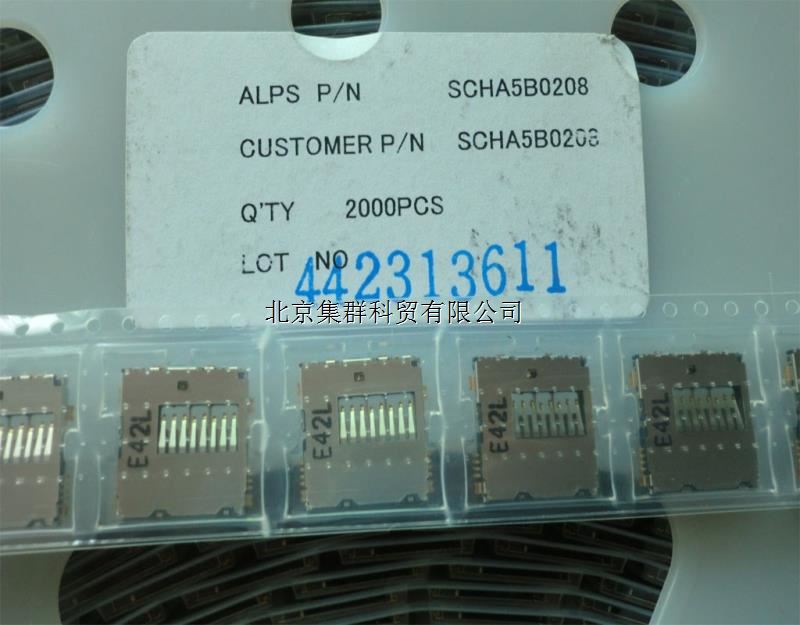 ALPS P/N SCHA5B0208
CUSTOMER P/N SCHA5B0208
Q'TY 2000PCS
LOT NO 442313611
北京集群科贸有限公司
E42L E42L E42L E42L